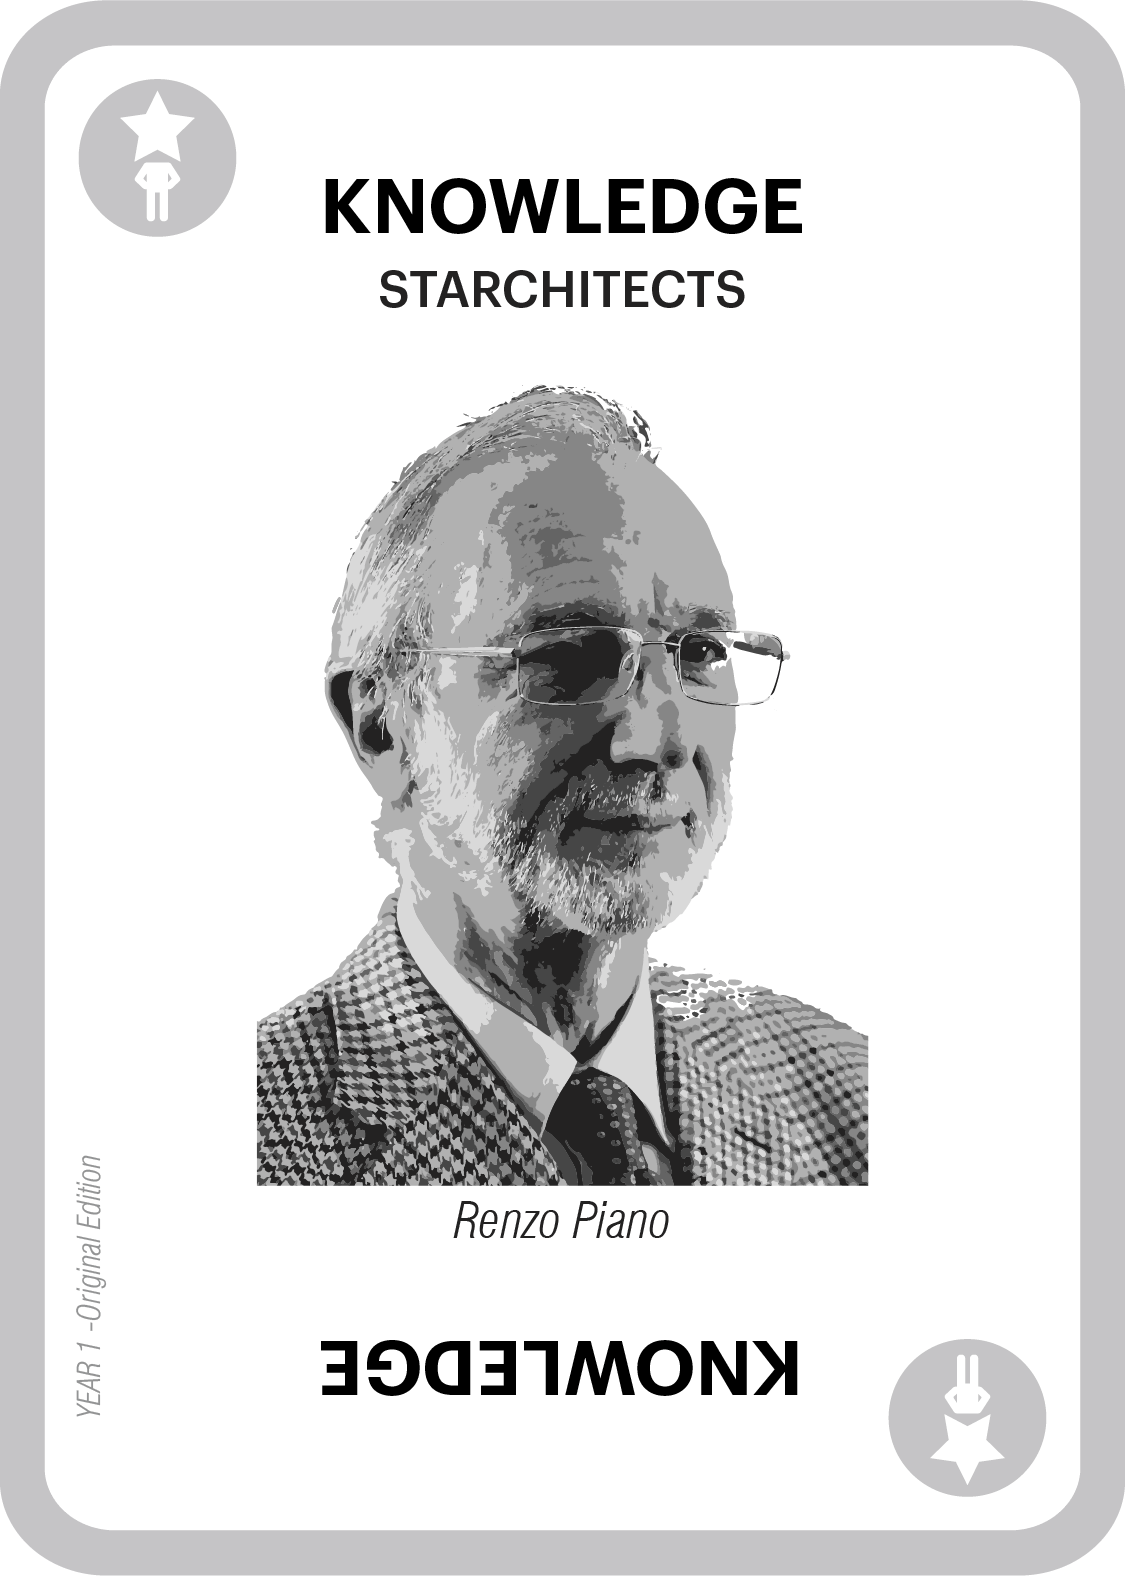 KNOWLEDGE
STARCHITECTS
Renzo Piano
YEAR 1 -Original Edition
KNOWLEDGE